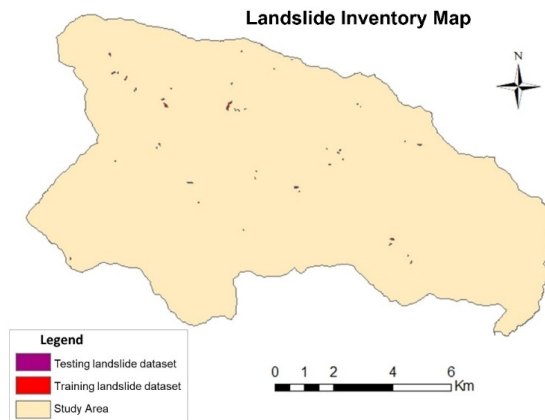 Landslide Inventory Map
N
Legend
Testing landslide dataset
Training landslide dataset
Study Area
0 1 2 4 6
Km